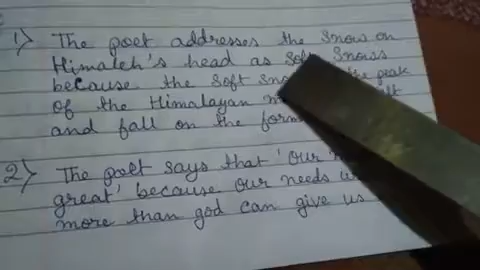 1) The poet addresses the snow on
Himaleh's head as soft snows
because the soft peak
of the Himalayan
and fall on the
2) The poet says that 'Our
great' because our needs
more than god can give us